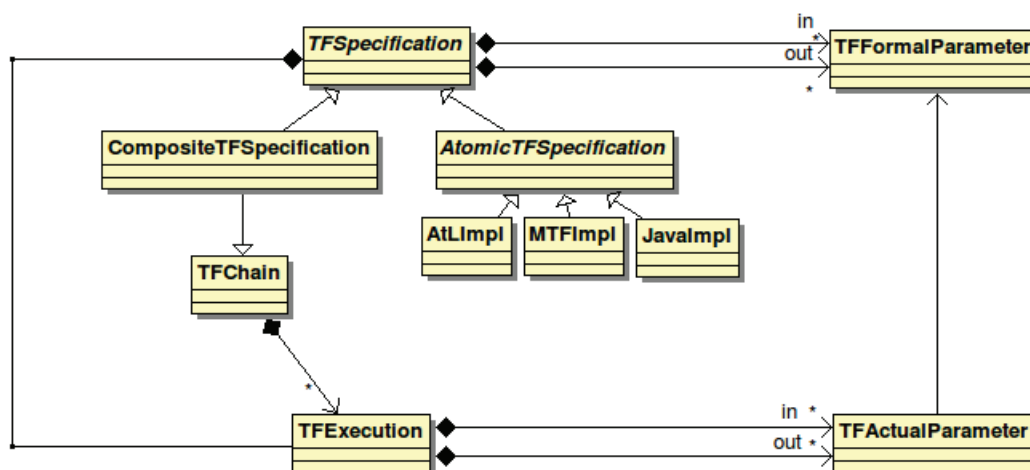 in
TFSpecification
*
TFFormalParameter
out
*
CompositeTFSpecification
AtomicTFSpecification
AtLImpl
MTFImpl
JavaImpl
TFChain
*
in *
TFExecution
TFActualParameter
out *